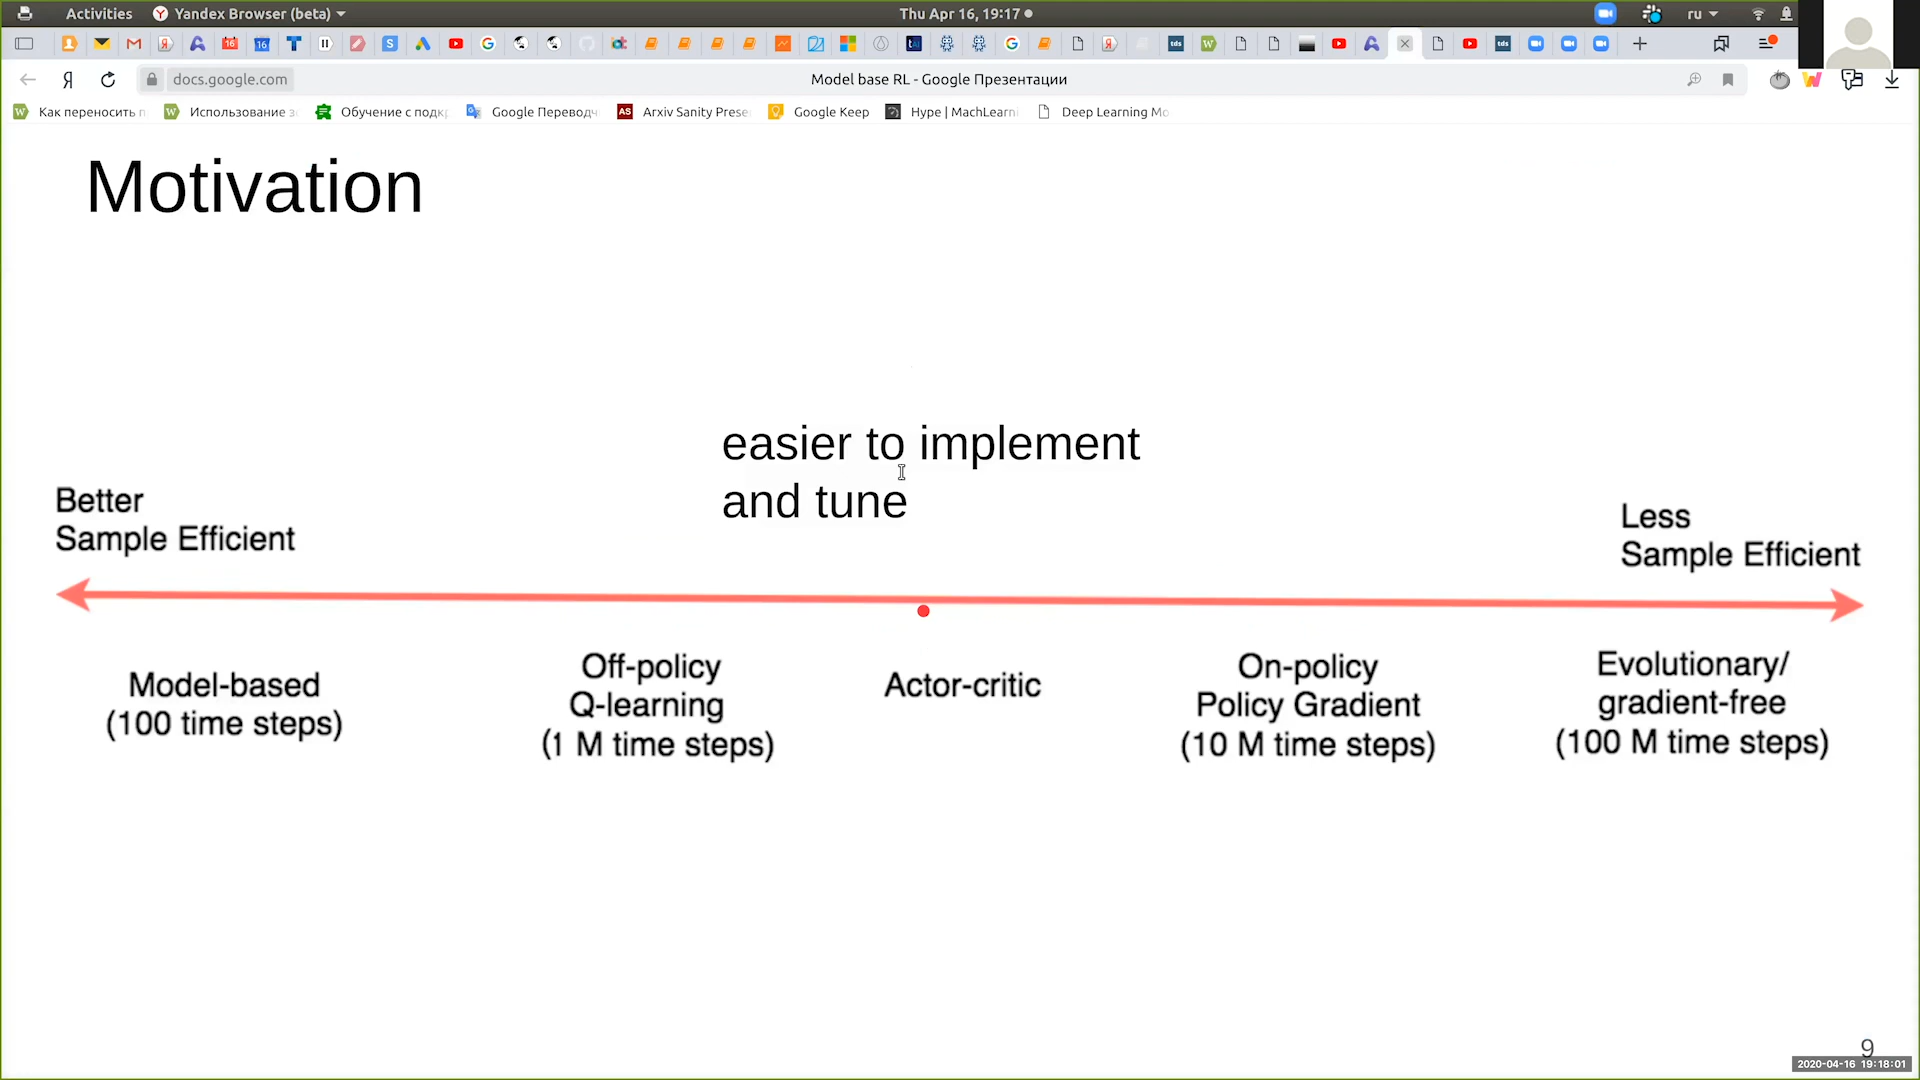 Activities
Yandex Browser (beta)
Thu Apr 16, 19:17
ru
docs.google.com
Model base RL - Google Презентации
Как переносить п
Использование з
Обучение с подк
Google Переводч
Arxiv Sanity Prese
Google Keep
Hype | MachLearn
Deep Learning Mo
Motivation
easier to implement
and tune
Better
Sample Efficient
Less
Sample Efficient
Model-based
(100 time steps)
Off-policy
Q-learning
(1 M time steps)
Actor-critic
On-policy
Policy Gradient
(10 M time steps)
Evolutionary/
gradient-free
(100 M time steps)
9
2020-04-16 19:18:01